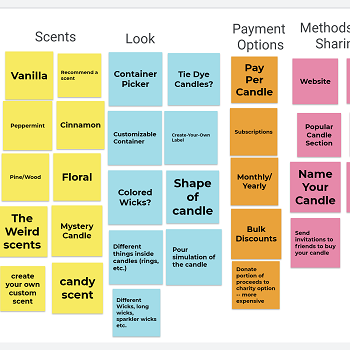 Scents
Vanilla
Recommend a
scent
Peppermint
Cinnamon
Pine/Wood
Floral
The
Weird
scents
Mystery
Candle
create
your own
custom
scent
candy
scent
Look
Container
Picker
Tie Dye
Candles?
Customizable
Container
Create-Your-Own
Label
Colored
Wicks?
Shape
of
candle
Different
things inside
candles (rings,
etc.)
Pour
simulation of
the candle
Different
Wicks, long
wicks,
sparkler wicks
etc.
Payment
Options
Pay
Per
Candle
Subscriptions
Monthly/
Yearly
Bulk
Discounts
Donate portion
of proceeds to
charity option
-- more
expensive
Methods
Sharin
Website
Popular
Candle
Section
Name
Your
Candle
Send
invitations to
friends to buy
your candle